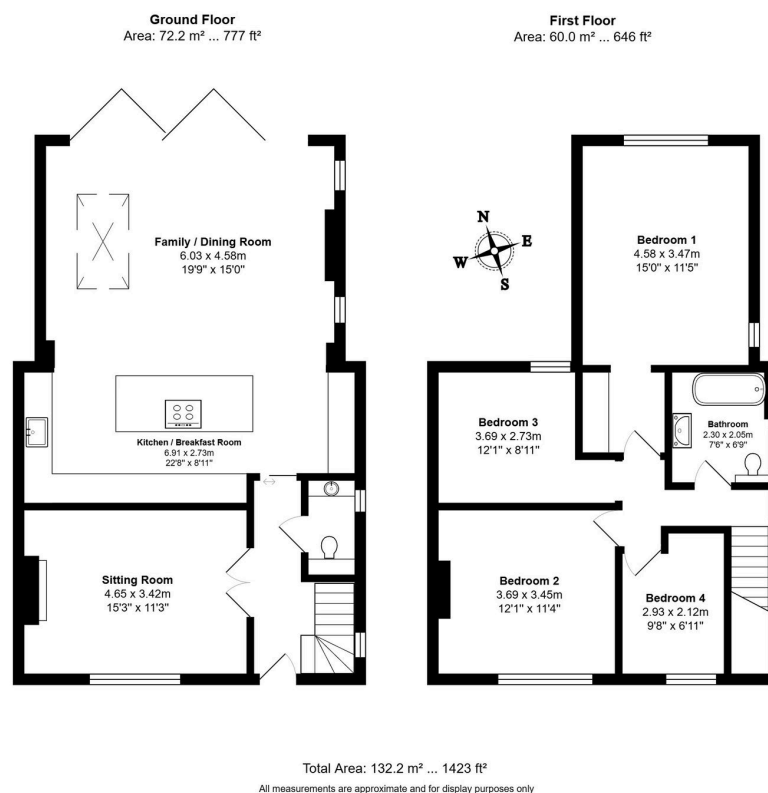 Ground Floor
Area: 72.2 m² ... 777 ft²
First Floor
Area: 60.0 m² ... 646 ft²
Family / Dining Room
6.03 x 4.58m
19'9" x 15'0"
Kitchen / Breakfast Room
6.91 x 2.73m
22'8" x 8'11"
Sitting Room
4.65 x 3.42m
15'3" x 11'3"
N
E
W
S
Bedroom 1
4.58 x 3.47m
15'0" x 11'5"
Bedroom 3
3.69 x 2.73m
12'1" x 8'11"
Bathroom
2.30 x 2.05m
7'6" x 6'9"
Bedroom 2
3.69 x 3.45m
12'1" x 11'4"
Bedroom 4
2.93 x 2.12m
9'8" x 6'11"
Total Area: 132.2 m² ... 1423 ft²
All measurements are approximate and for display purposes only